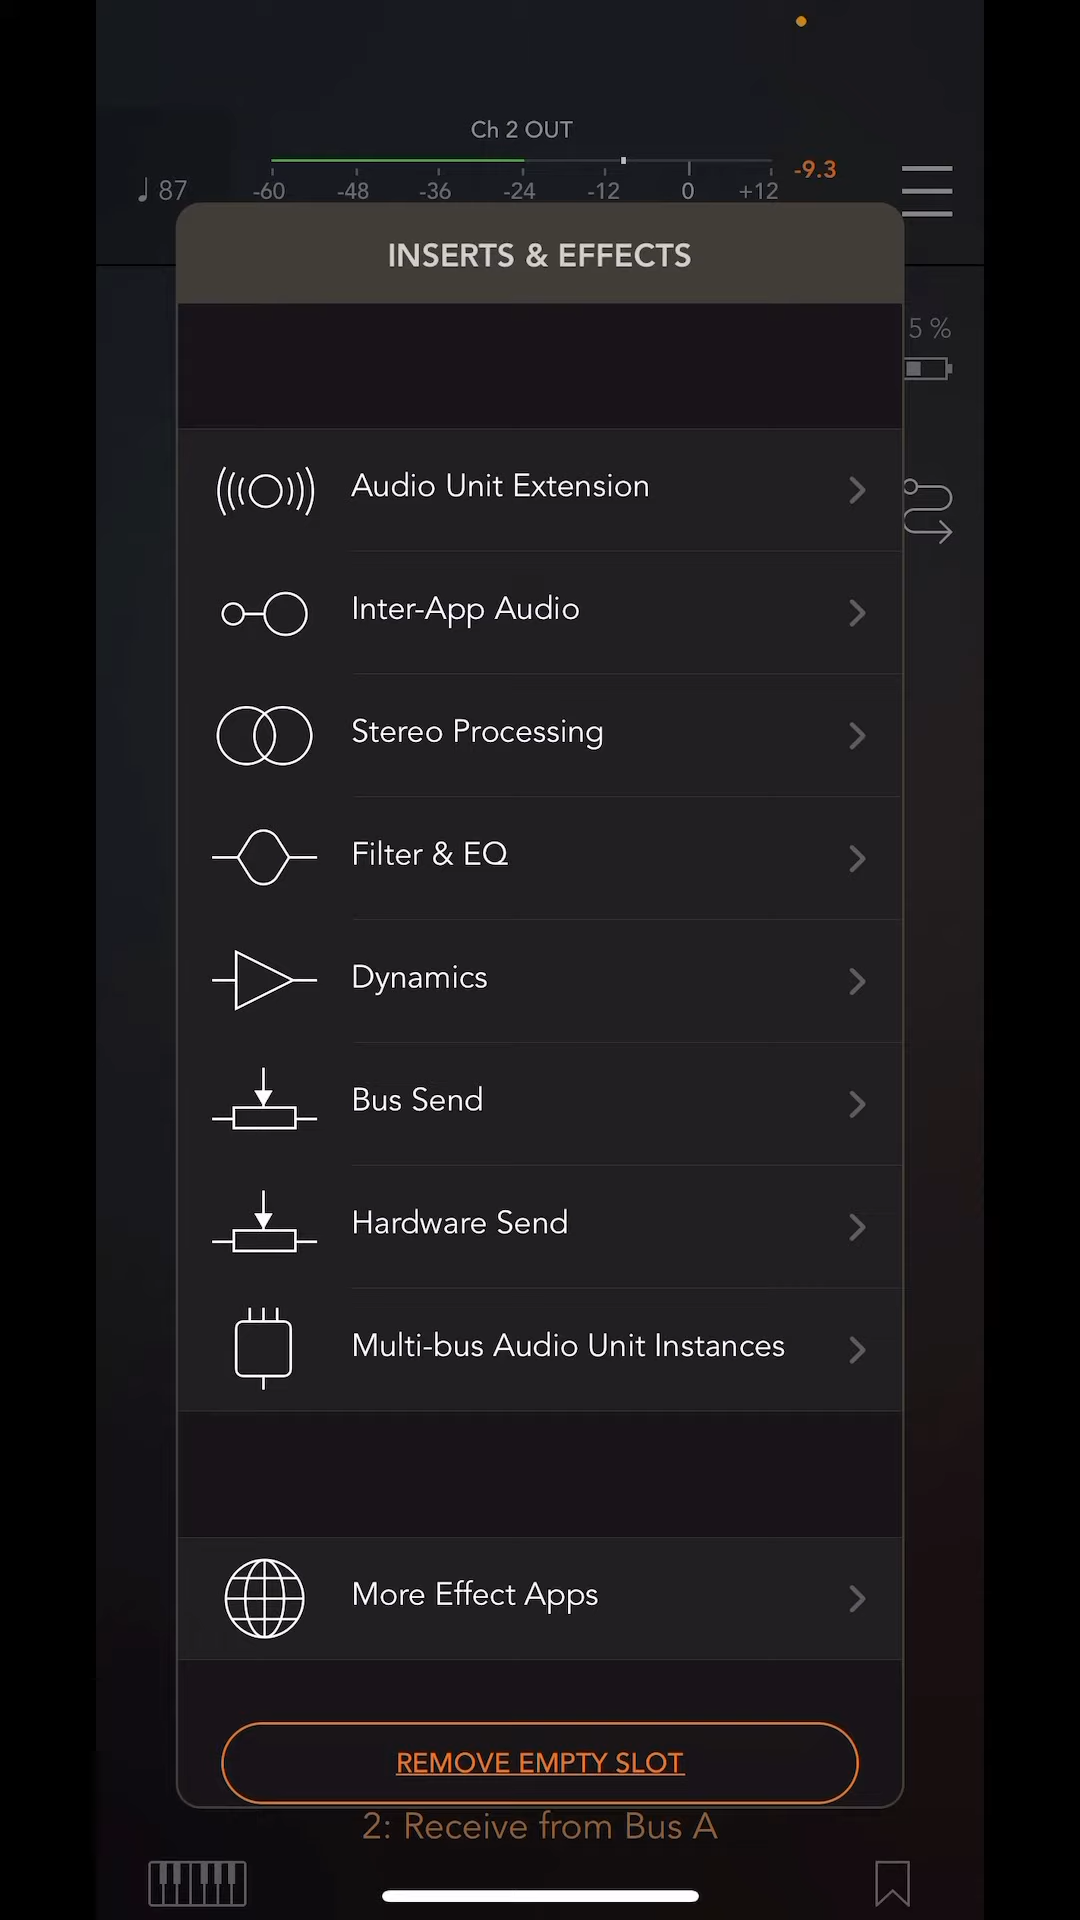 Ch 2 OUT
-9.3
♩ 87
-60 -48 -36 -24 -12 0 +12
INSERTS & EFFECTS
5 %
Audio Unit Extension
Inter-App Audio
Stereo Processing
Filter & EQ
Dynamics
Bus Send
Hardware Send
Multi-bus Audio Unit Instances
More Effect Apps
REMOVE EMPTY SLOT
2: Receive from Bus A